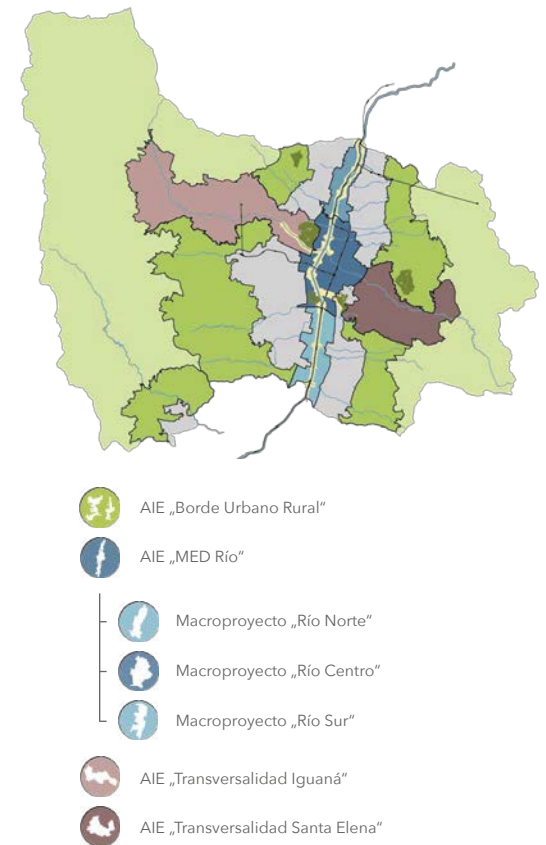 AIE „Borde Urbano Rural“
AIE „MED Río“
Macroproyecto „Río Norte“
Macroproyecto „Río Centro“
Macroproyecto „Río Sur“
AIE „Transversalidad Iguaná“
AIE „Transversalidad Santa Elena“